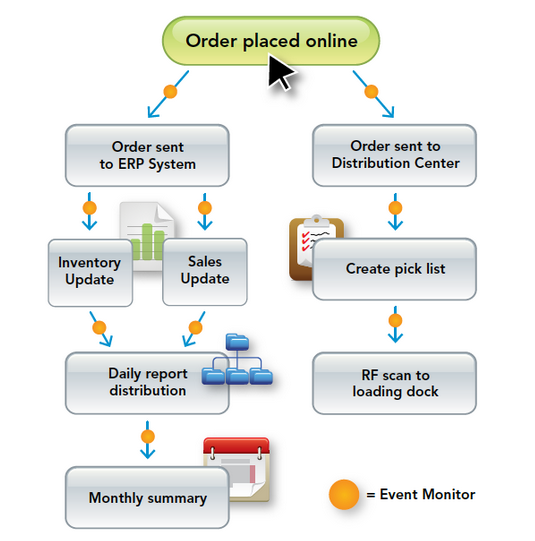 Order placed online
Order sent
to ERP System
Order sent to
Distribution Center
Inventory
Update
Sales
Update
Create pick list
Daily report
distribution
RF scan to
loading dock
Monthly summary
= Event Monitor